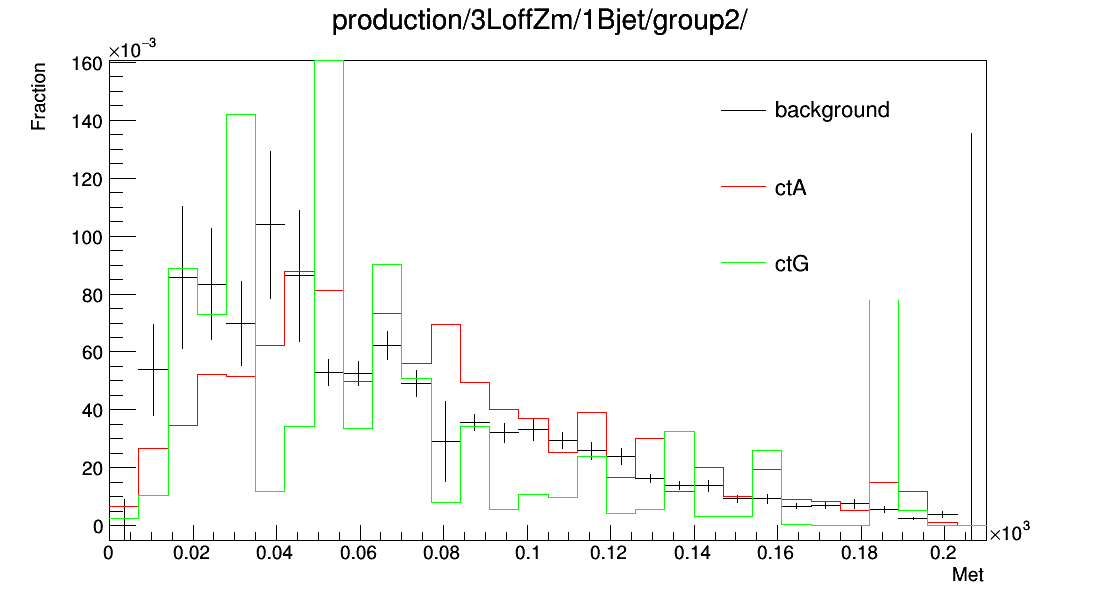 production/3LoffZm/1Bjet/group2/
×10⁻³
160
140
120
100
80
60
40
20
0
Fraction
background
ctA
ctG
0 0.02 0.04 0.06 0.08 0.1 0.12 0.14 0.16 0.18 0.2
×10³
Met